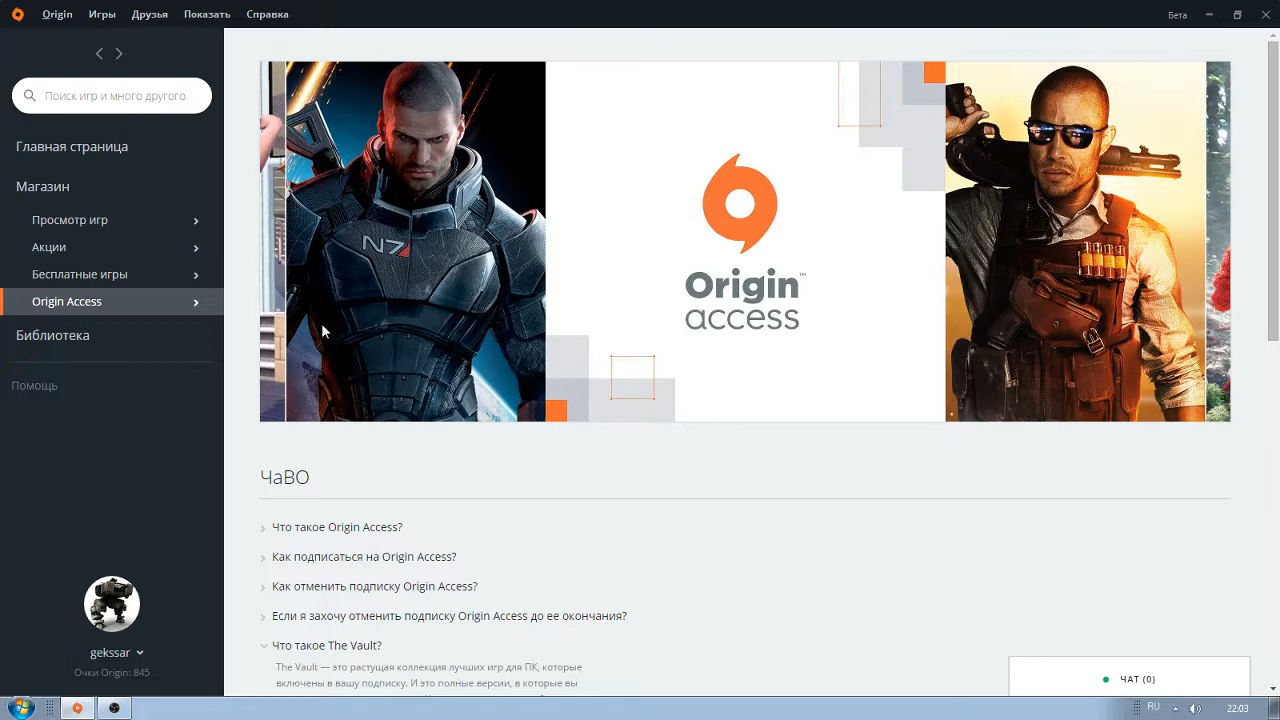 Origin Игры Друзья Показать Справка
Бета
Поиск игр и много другого
Главная страница
Магазин
Просмотр игр
Акции
Бесплатные игры
Origin Access
Библиотека
Помощь
gekssar
Очки Origin: 845
N7
Origin™
access
ЧаВО
Что такое Origin Access?
Как подписаться на Origin Access?
Как отменить подписку Origin Access?
Если я захочу отменить подписку Origin Access до ее окончания?
Что такое The Vault?
The Vault — это растущая коллекция лучших игр для ПК, которые
включены в вашу подписку. И это полные версии, в которые вы
ЧАТ (0)
RU
22:03